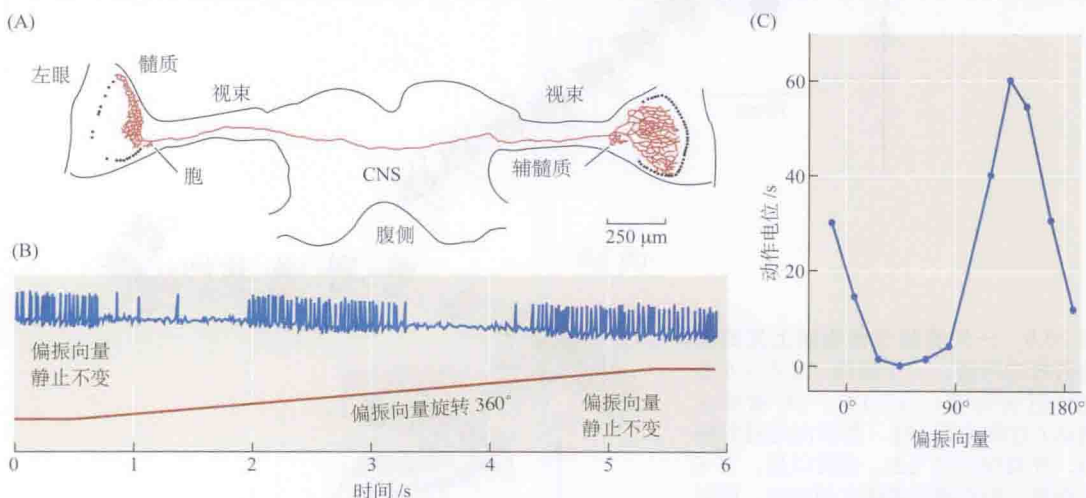 (A)
左眼
髓质
视束
视束
胞
CNS
辅髓质
腹侧
250 μm
(B)
偏振向量
静止不变
偏振向量旋转 360°
偏振向量
静止不变
0 1 2 3 4 5 6
时间 /s
(C)
动作电位 /s
60
40
20
0
0° 90° 180°
偏振向量